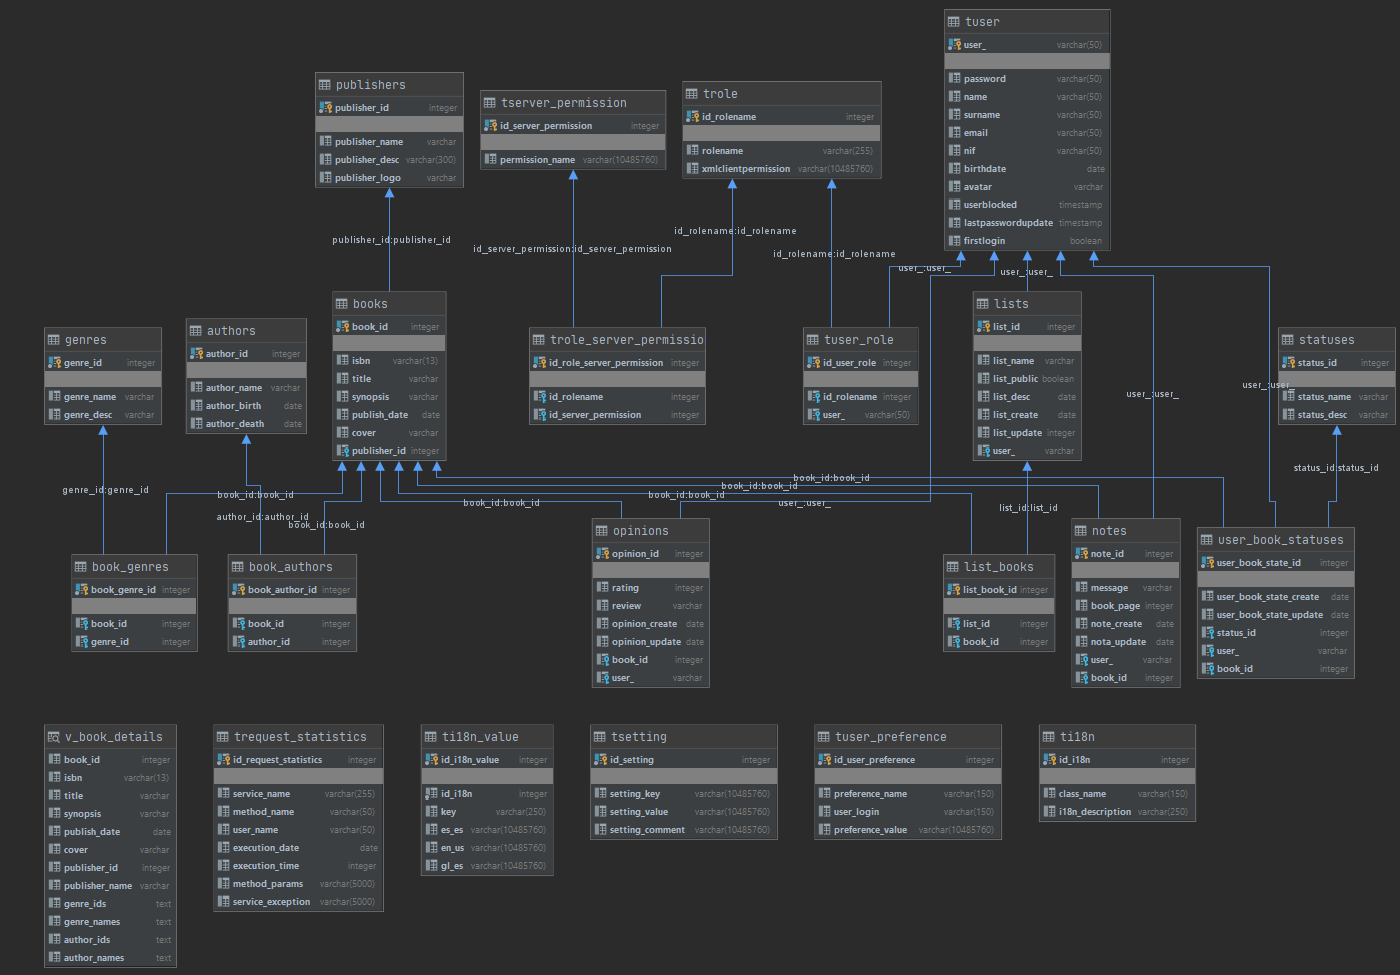 tuser
user_ varchar(50)
password varchar(50)
name varchar(50)
surname varchar(50)
email varchar(50)
nif varchar(50)
birthdate date
avatar varchar
userblocked timestamp
lastpasswordupdate timestamp
firstlogin boolean
publishers
publisher_id integer
publisher_name varchar
publisher_desc varchar(300)
publisher_logo varchar
tserver_permission
id_server_permission integer
permission_name varchar(10485760)
trole
id_rolename integer
rolename varchar(255)
xmlclientpermission varchar(10485760)
publisher_id:publisher_id
id_server_permission:id_server_permission
id_rolename:id_rolename
id_rolename:id_rolename
user_:user_
user_:user_
genres
genre_id integer
genre_name varchar
genre_desc varchar
authors
author_id integer
author_name varchar
author_birth date
author_death date
books
book_id integer
isbn varchar(13)
title varchar
synopsis varchar
publish_date date
cover varchar
publisher_id integer
trole_server_permissio
id_role_server_permission integer
id_rolename integer
id_server_permission integer
tuser_role
id_user_role integer
id_rolename integer
user_ varchar(50)
lists
list_id integer
list_name varchar
list_public boolean
list_desc date
list_create date
list_update integer
user_ varchar
user_:user_
user_:user_
statuses
status_id integer
status_name varchar
status_desc varchar
genre_id:genre_id
book_id:book_id
author_id:author_id
book_id:book_id
book_id:book_id
book_id:book_id
book_id:book_id
book_id:book_id
user_:user_
list_id:list_id
status_id:status_id
book_genres
book_genre_id integer
book_id integer
genre_id integer
book_authors
book_author_id integer
book_id integer
author_id integer
opinions
opinion_id integer
rating integer
review varchar
opinion_create date
opinion_update date
book_id integer
user_ varchar
list_books
list_book_id integer
list_id integer
book_id integer
notes
note_id integer
message varchar
book_page integer
note_create date
nota_update date
user_ varchar
book_id integer
user_book_statuses
user_book_state_id integer
user_book_state_create date
user_book_state_update date
status_id integer
user_ varchar
book_id integer
v_book_details
book_id integer
isbn varchar(13)
title varchar
synopsis varchar
publish_date date
cover varchar
publisher_id integer
publisher_name varchar
genre_ids text
genre_names text
author_ids text
author_names text
trequest_statistics
id_request_statistics integer
service_name varchar(255)
method_name varchar(50)
user_name varchar(50)
execution_date date
execution_time integer
method_params varchar(5000)
service_exception varchar(5000)
ti18n_value
id_i18n_value integer
id_i18n integer
key varchar(250)
es_es varchar(10485760)
en_us varchar(10485760)
gl_es varchar(10485760)
tsetting
id_setting integer
setting_key varchar(10485760)
setting_value varchar(10485760)
setting_comment varchar(10485760)
tuser_preference
id_user_preference integer
preference_name varchar(150)
user_login varchar(150)
preference_value varchar(10485760)
ti18n
id_i18n integer
class_name varchar(150)
i18n_description varchar(250)